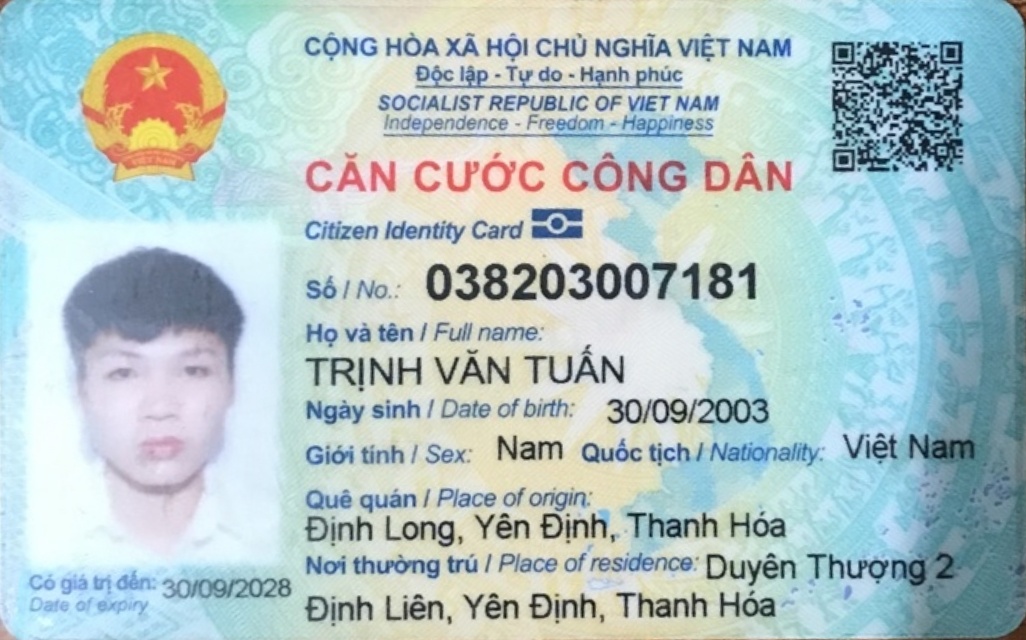 CỘNG HÒA XÃ HỘI CHỦ NGHĨA VIỆT NAM
Độc lập - Tự do - Hạnh phúc
SOCIALIST REPUBLIC OF VIET NAM
Independence - Freedom - Happiness
CĂN CƯỚC CÔNG DÂN
Citizen Identity Card
Số / No.: 038203007181
Họ và tên / Full name:
TRỊNH VĂN TUẤN
Ngày sinh / Date of birth: 30/09/2003
Giới tính / Sex: Nam Quốc tịch / Nationality: Việt Nam
Quê quán / Place of origin:
Định Long, Yên Định, Thanh Hóa
Nơi thường trú / Place of residence: Duyên Thượng 2
Định Liên, Yên Định, Thanh Hóa
Có giá trị đến: 30/09/2028
Date of expiry